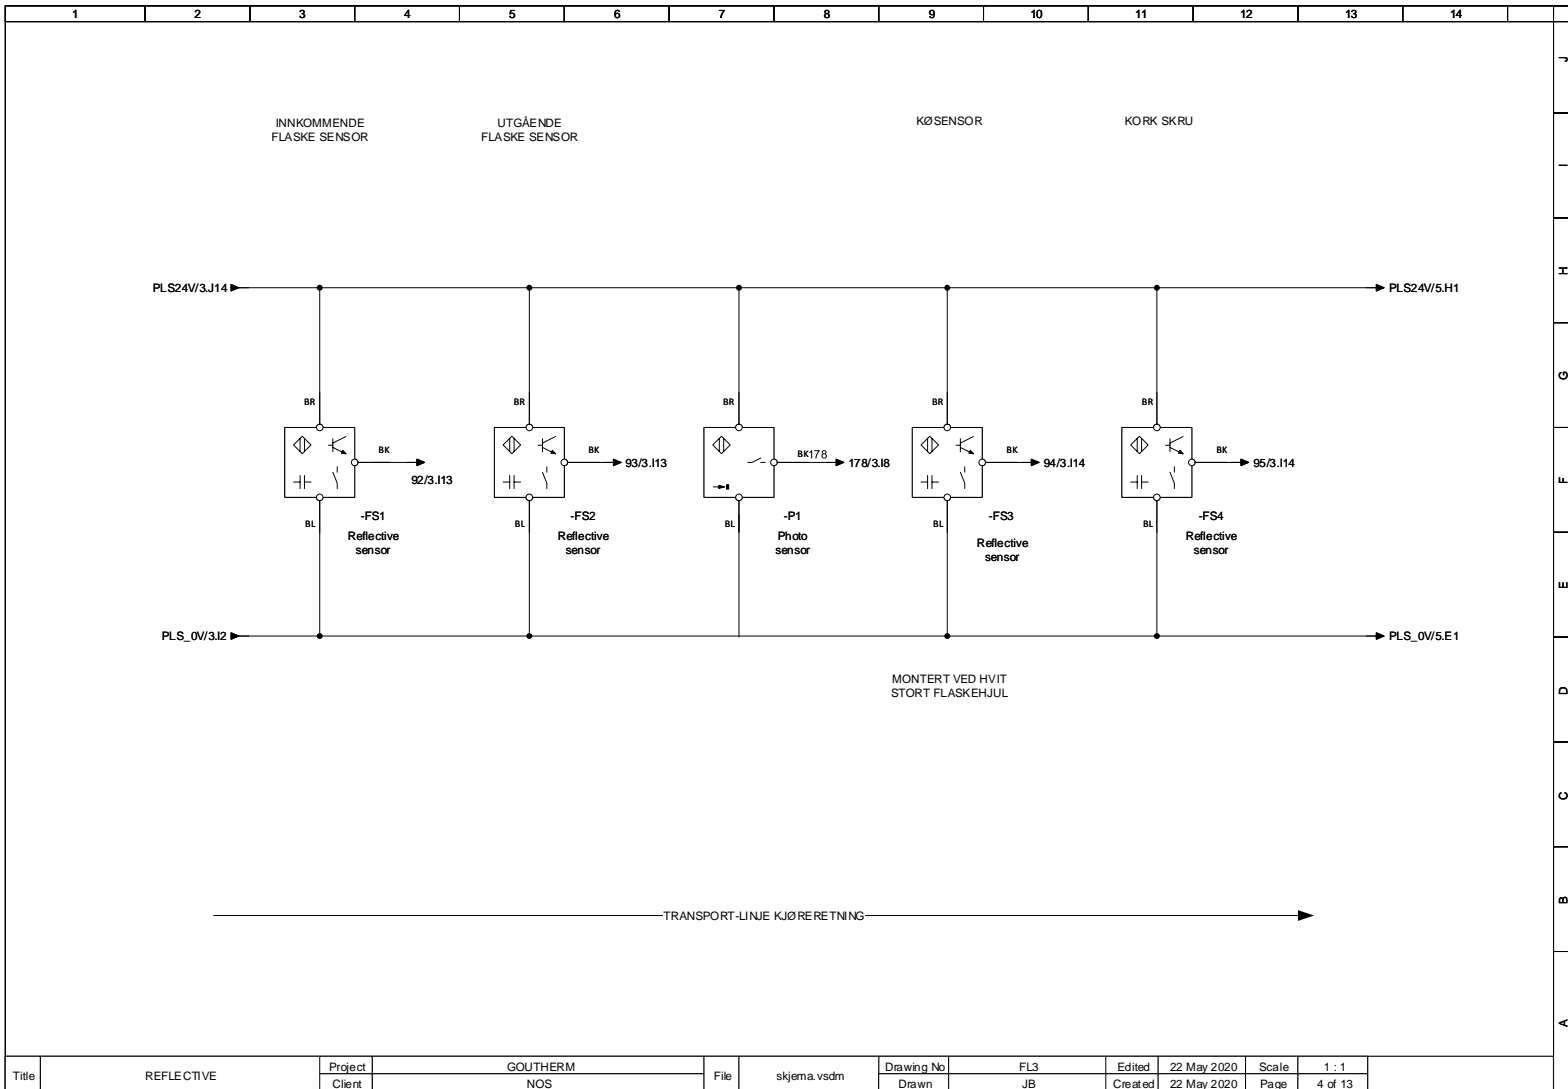 1 2 3 4 5 6 7 8 9 10 11 12 13 14
J
I
H
G
F
E
D
C
B
A
INNKOMMENDE
FLASKE SENSOR
UTGÅENDE
FLASKE SENSOR
KØSENSOR
KORK SKRU
PLS24V/3.J14
PLS24V/5.H1
BR
BR
BR
BR
BR
BK
92/3.I13
BK
93/3.I13
BK178
178/3.I8
BK
94/3.I14
BK
95/3.I14
BL
BL
BL
BL
BL
-FS1
Reflective
sensor
-FS2
Reflective
sensor
-P1
Photo
sensor
-FS3
Reflective
sensor
-FS4
Reflective
sensor
PLS_0V/3.I2
PLS_0V/5.E1
MONTERT VED HVIT
STORT FLASKEHJUL
TRANSPORT-LINJE KJØRERETNING
Title REFLECTIVE
Project GOUTHERM
Client NOS
File skjema.vsdm
Drawing No FL3
Drawn JB
Edited 22 May 2020
Created 22 May 2020
Scale 1 : 1
Page 4 of 13